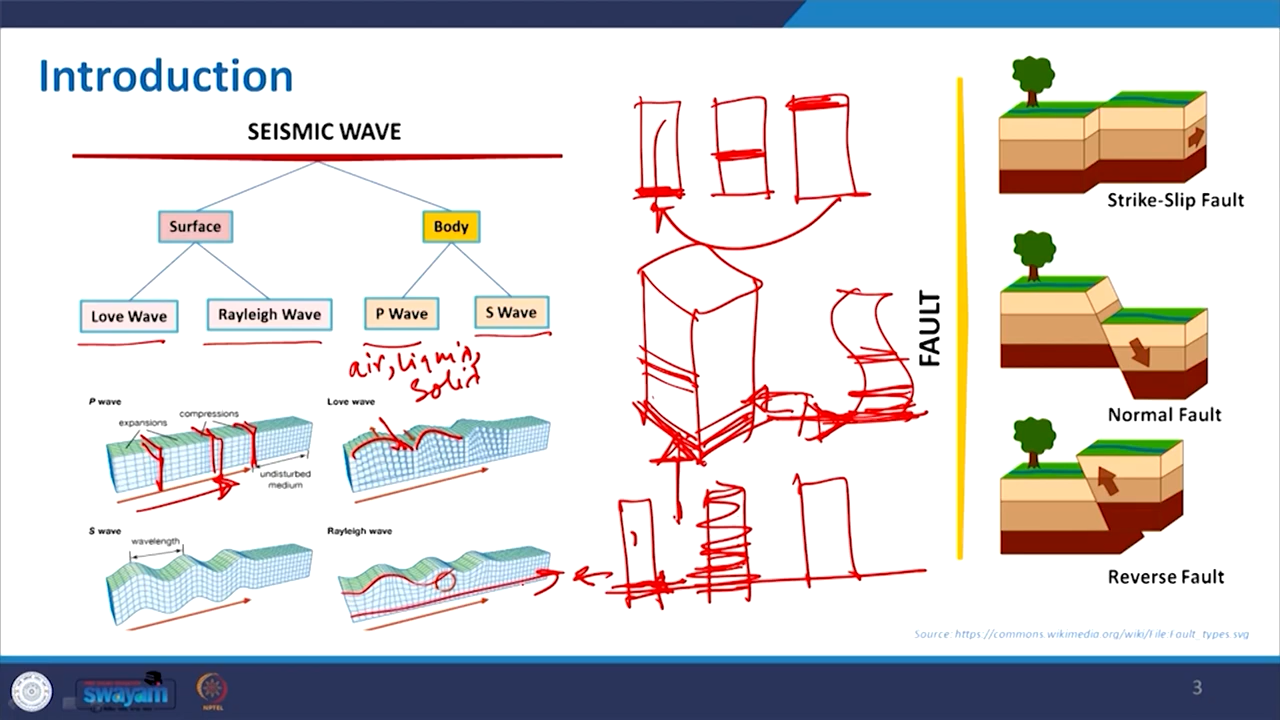 Introduction
SEISMIC WAVE
Surface
Body
Love Wave
Rayleigh Wave
P Wave
S Wave
air, liquid,
solid
P wave
expansions
compressions
undisturbed
medium
Love wave
S wave
wavelength
Rayleigh wave
FAULT
Strike-Slip Fault
Normal Fault
Reverse Fault
Source: https://commons.wikimedia.org/wiki/File:Fault_types.svg
swayam
NPTEL
3